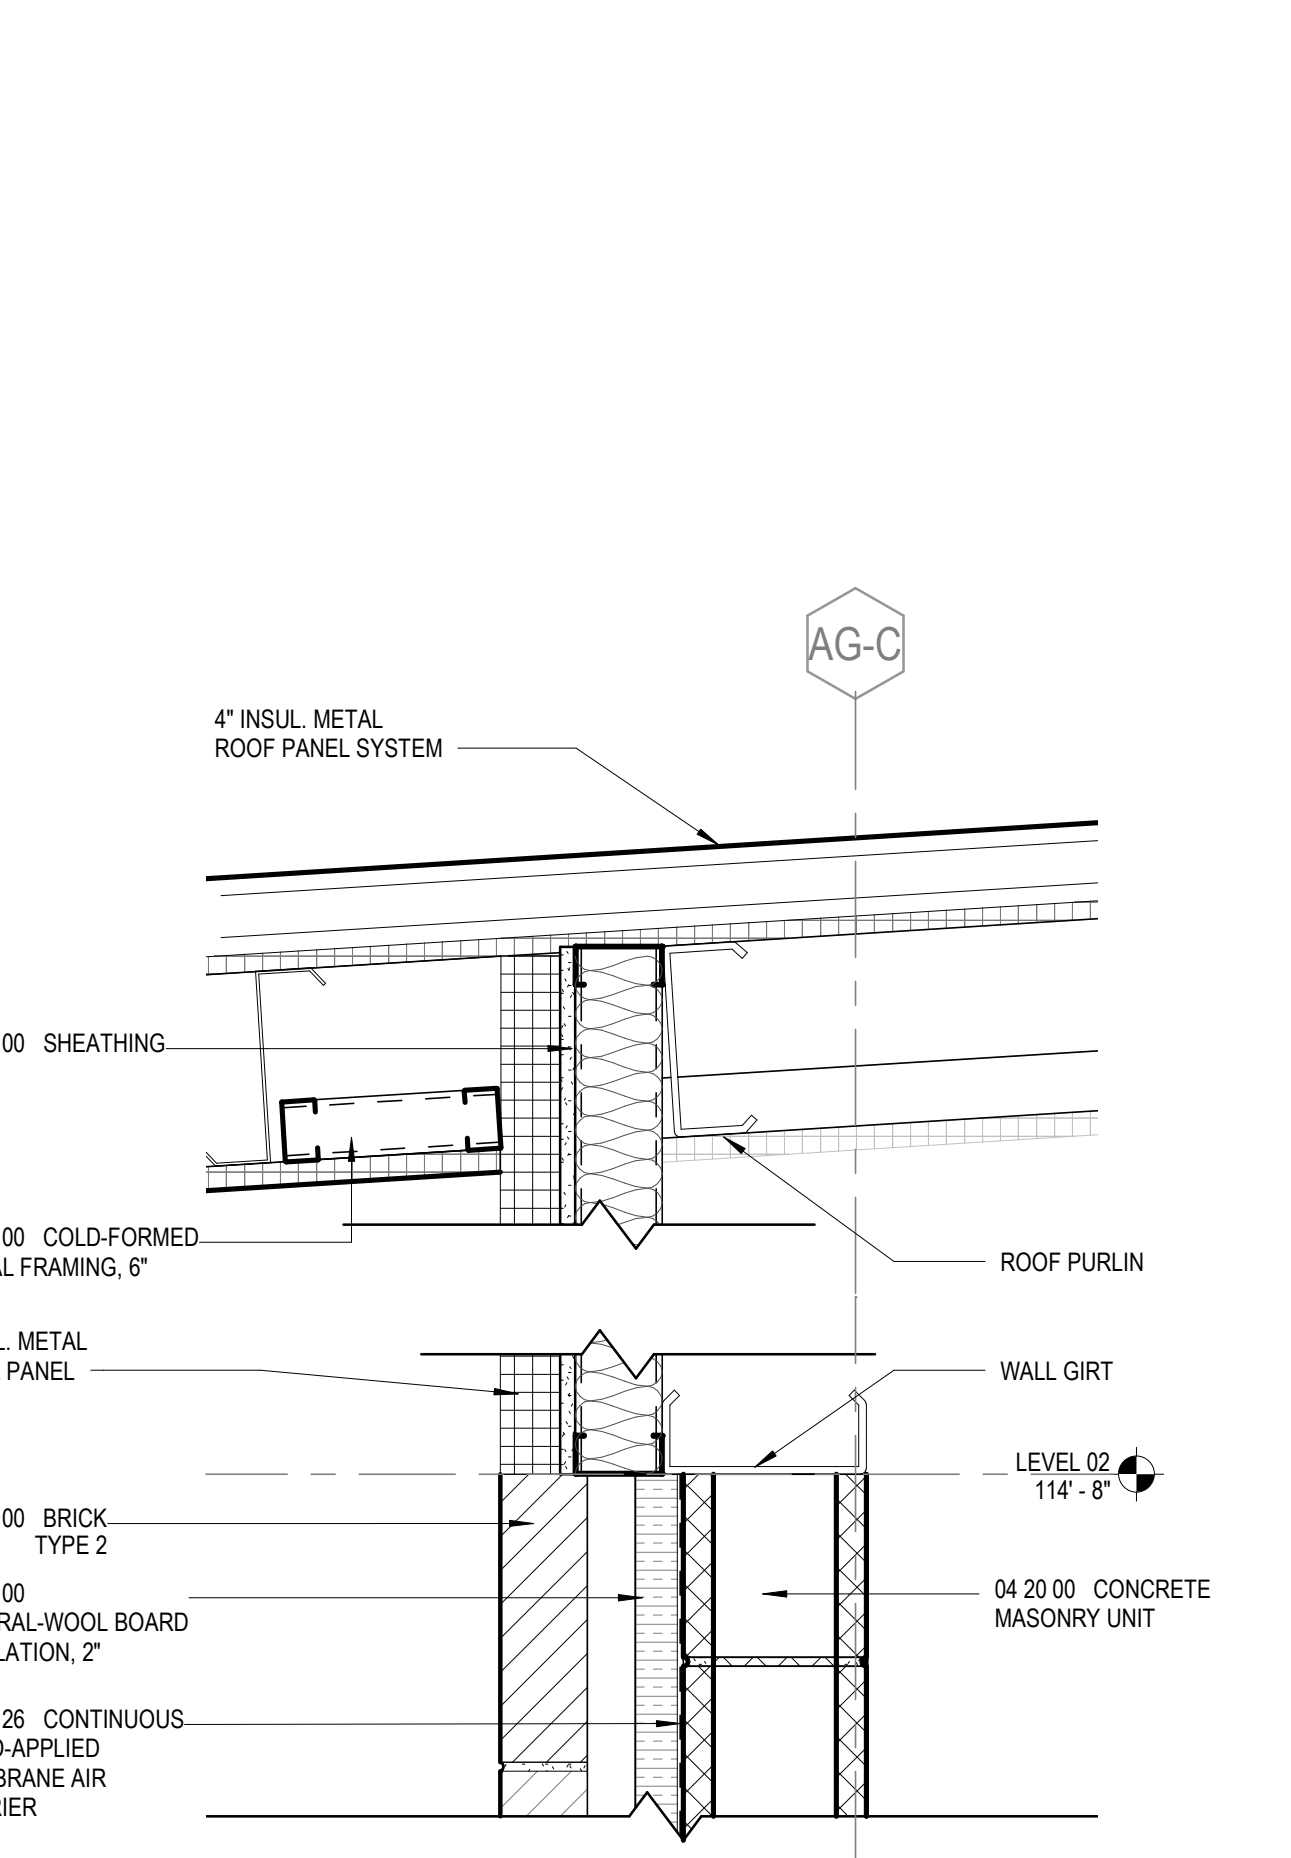 AG-C
4" INSUL. METAL
ROOF PANEL SYSTEM
00 SHEATHING
00 COLD-FORMED
AL FRAMING, 6"
ROOF PURLIN
L. METAL
PANEL
WALL GIRT
LEVEL 02
114' - 8"
00 BRICK
TYPE 2
00
RAL-WOOL BOARD
LATION, 2"
04 20 00 CONCRETE
MASONRY UNIT
26 CONTINUOUS
D-APPLIED
BRANE AIR
RIER